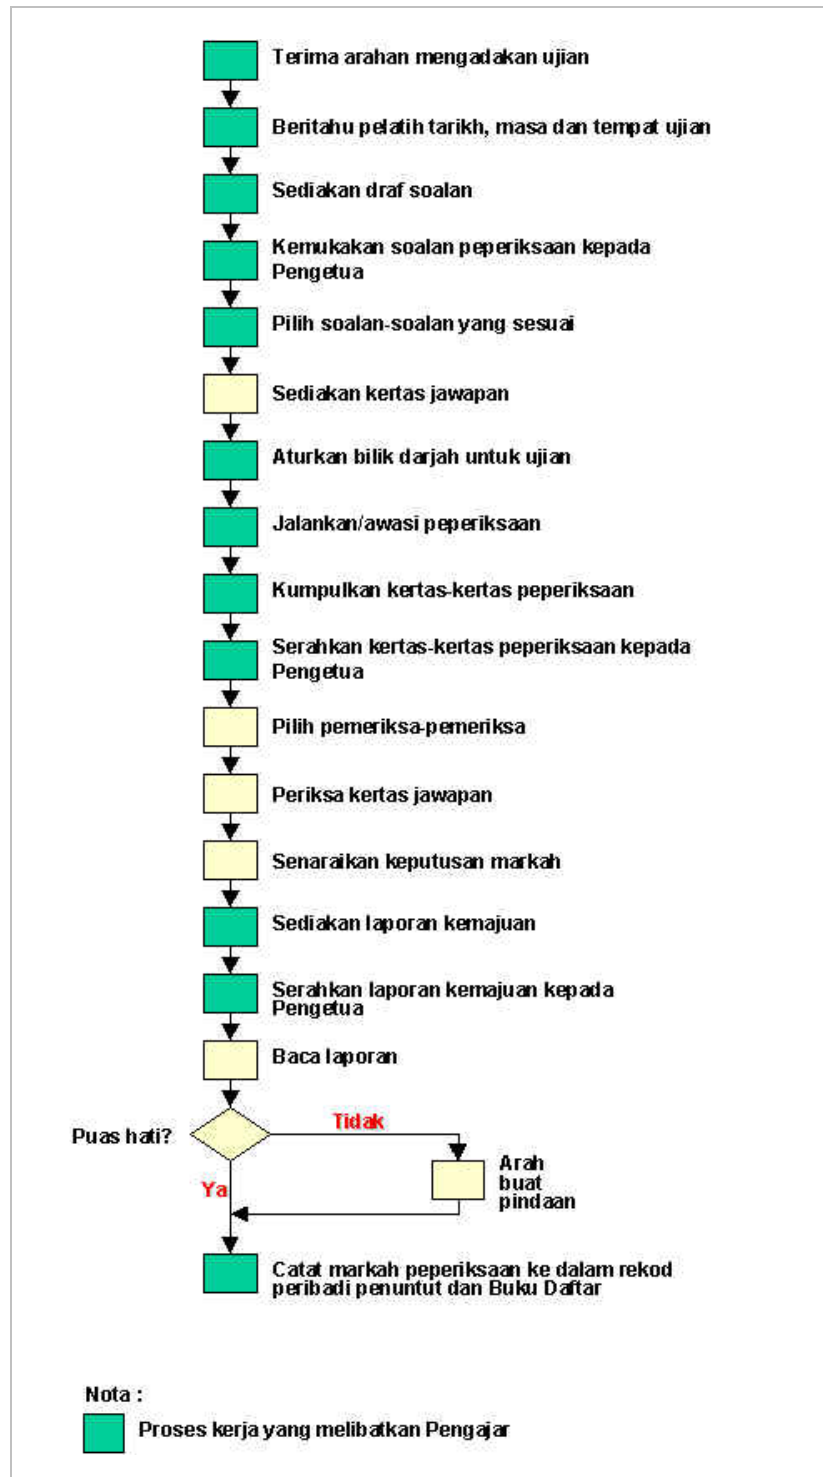 Terima arahan mengadakan ujian
Beritahu pelatih tarikh, masa dan tempat ujian
Sediakan draf soalan
Kemukakan soalan peperiksaan kepada
Pengetua
Pilih soalan-soalan yang sesuai
Sediakan kertas jawapan
Aturkan bilik darjah untuk ujian
Jalankan/awasi peperiksaan
Kumpulkan kertas-kertas peperiksaan
Serahkan kertas-kertas peperiksaan kepada
Pengetua
Pilih pemeriksa-pemeriksa
Periksa kertas jawapan
Senaraikan keputusan markah
Sediakan laporan kemajuan
Serahkan laporan kemajuan kepada
Pengetua
Baca laporan
Puas hati?
Tidak
Arah
buat
pindaan
Ya
Catat markah peperiksaan ke dalam rekod
peribadi penuntut dan Buku Daftar
Nota :
Proses kerja yang melibatkan Pengajar